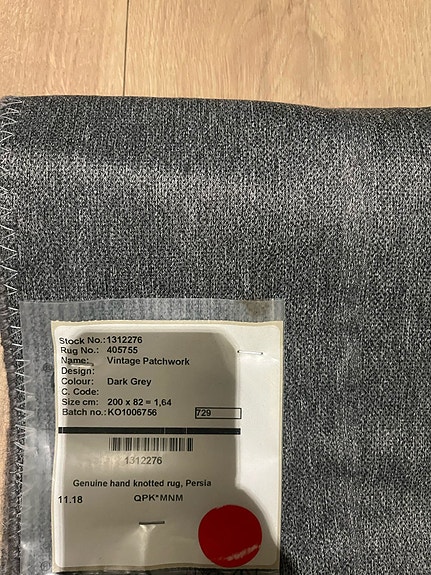 Stock No.:1312276
Rug No.: 405755
Name: Vintage Patchwork
Design:
Colour: Dark Grey
C. Code:
Size cm: 200 x 82 = 1,64
Batch no.:KO1006756 729
1312276
Genuine hand knotted rug, Persia
11.18 QPK*MNM